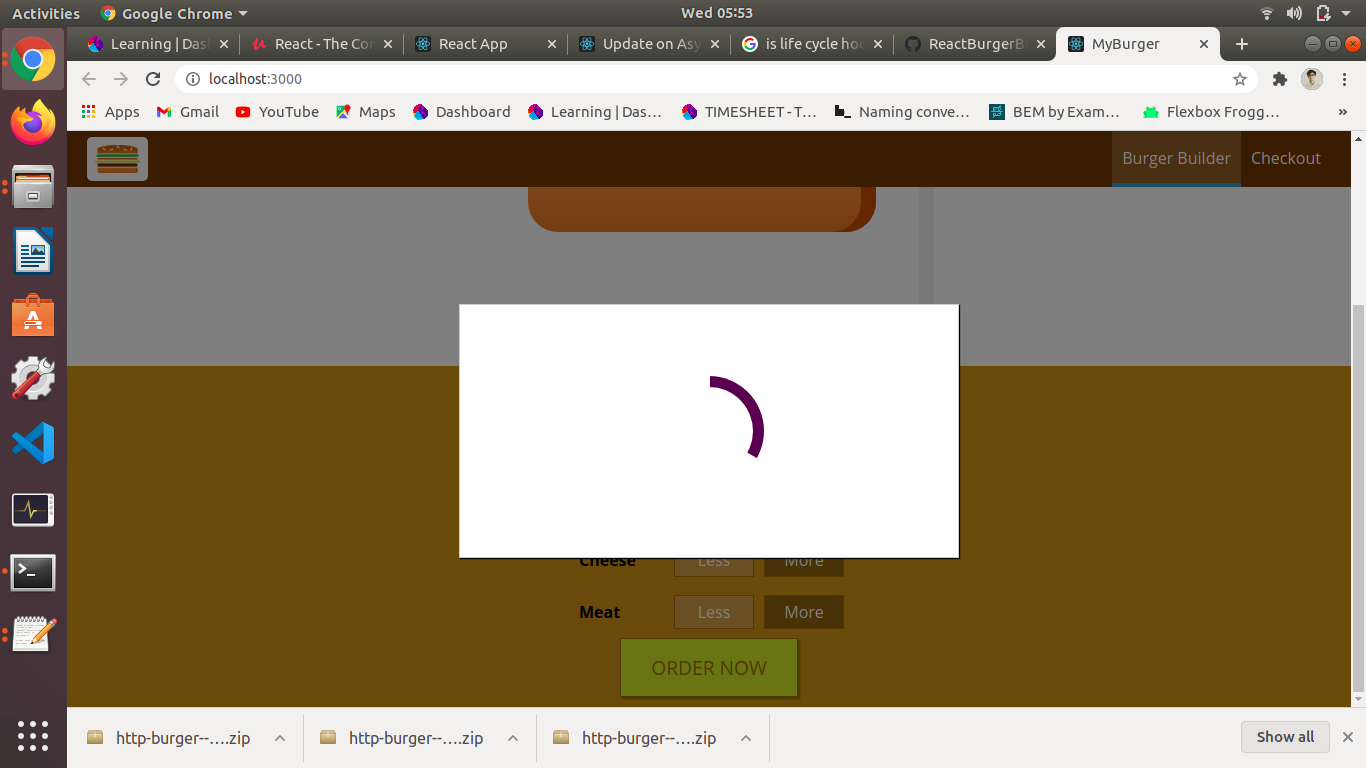 Activities
Google Chrome
Wed 05:53
Learning | Das
React - The Con
React App
Update on Asy
is life cycle hoo
ReactBurgerB
MyBurger
localhost:3000
Apps
Gmail
YouTube
Maps
Dashboard
Learning | Das…
TIMESHEET - T…
Naming conve…
BEM by Exam…
Flexbox Frogg…
»
Burger Builder
Checkout
Cheese
Less
More
Meat
Less
More
ORDER NOW
http-burger--….zip
http-burger--….zip
http-burger--….zip
Show all